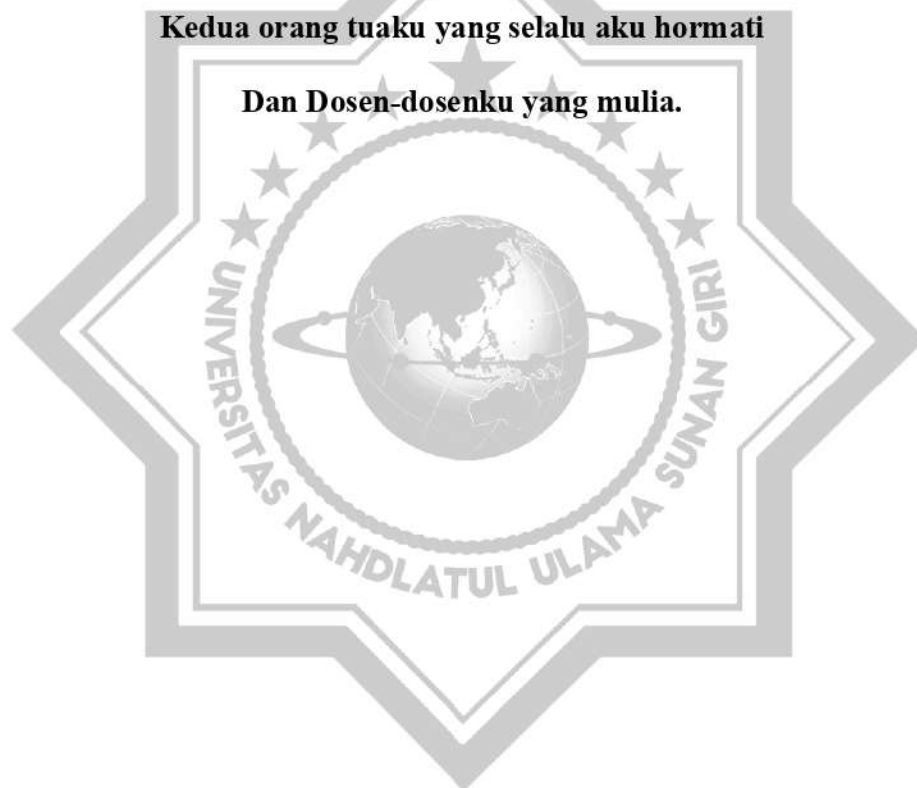 Kedua orang tuaku yang selalu aku hormati
Dan Dosen-dosenku yang mulia.
UNIVERSITAS NAHDLATUL ULAMA SUNAN GIRI